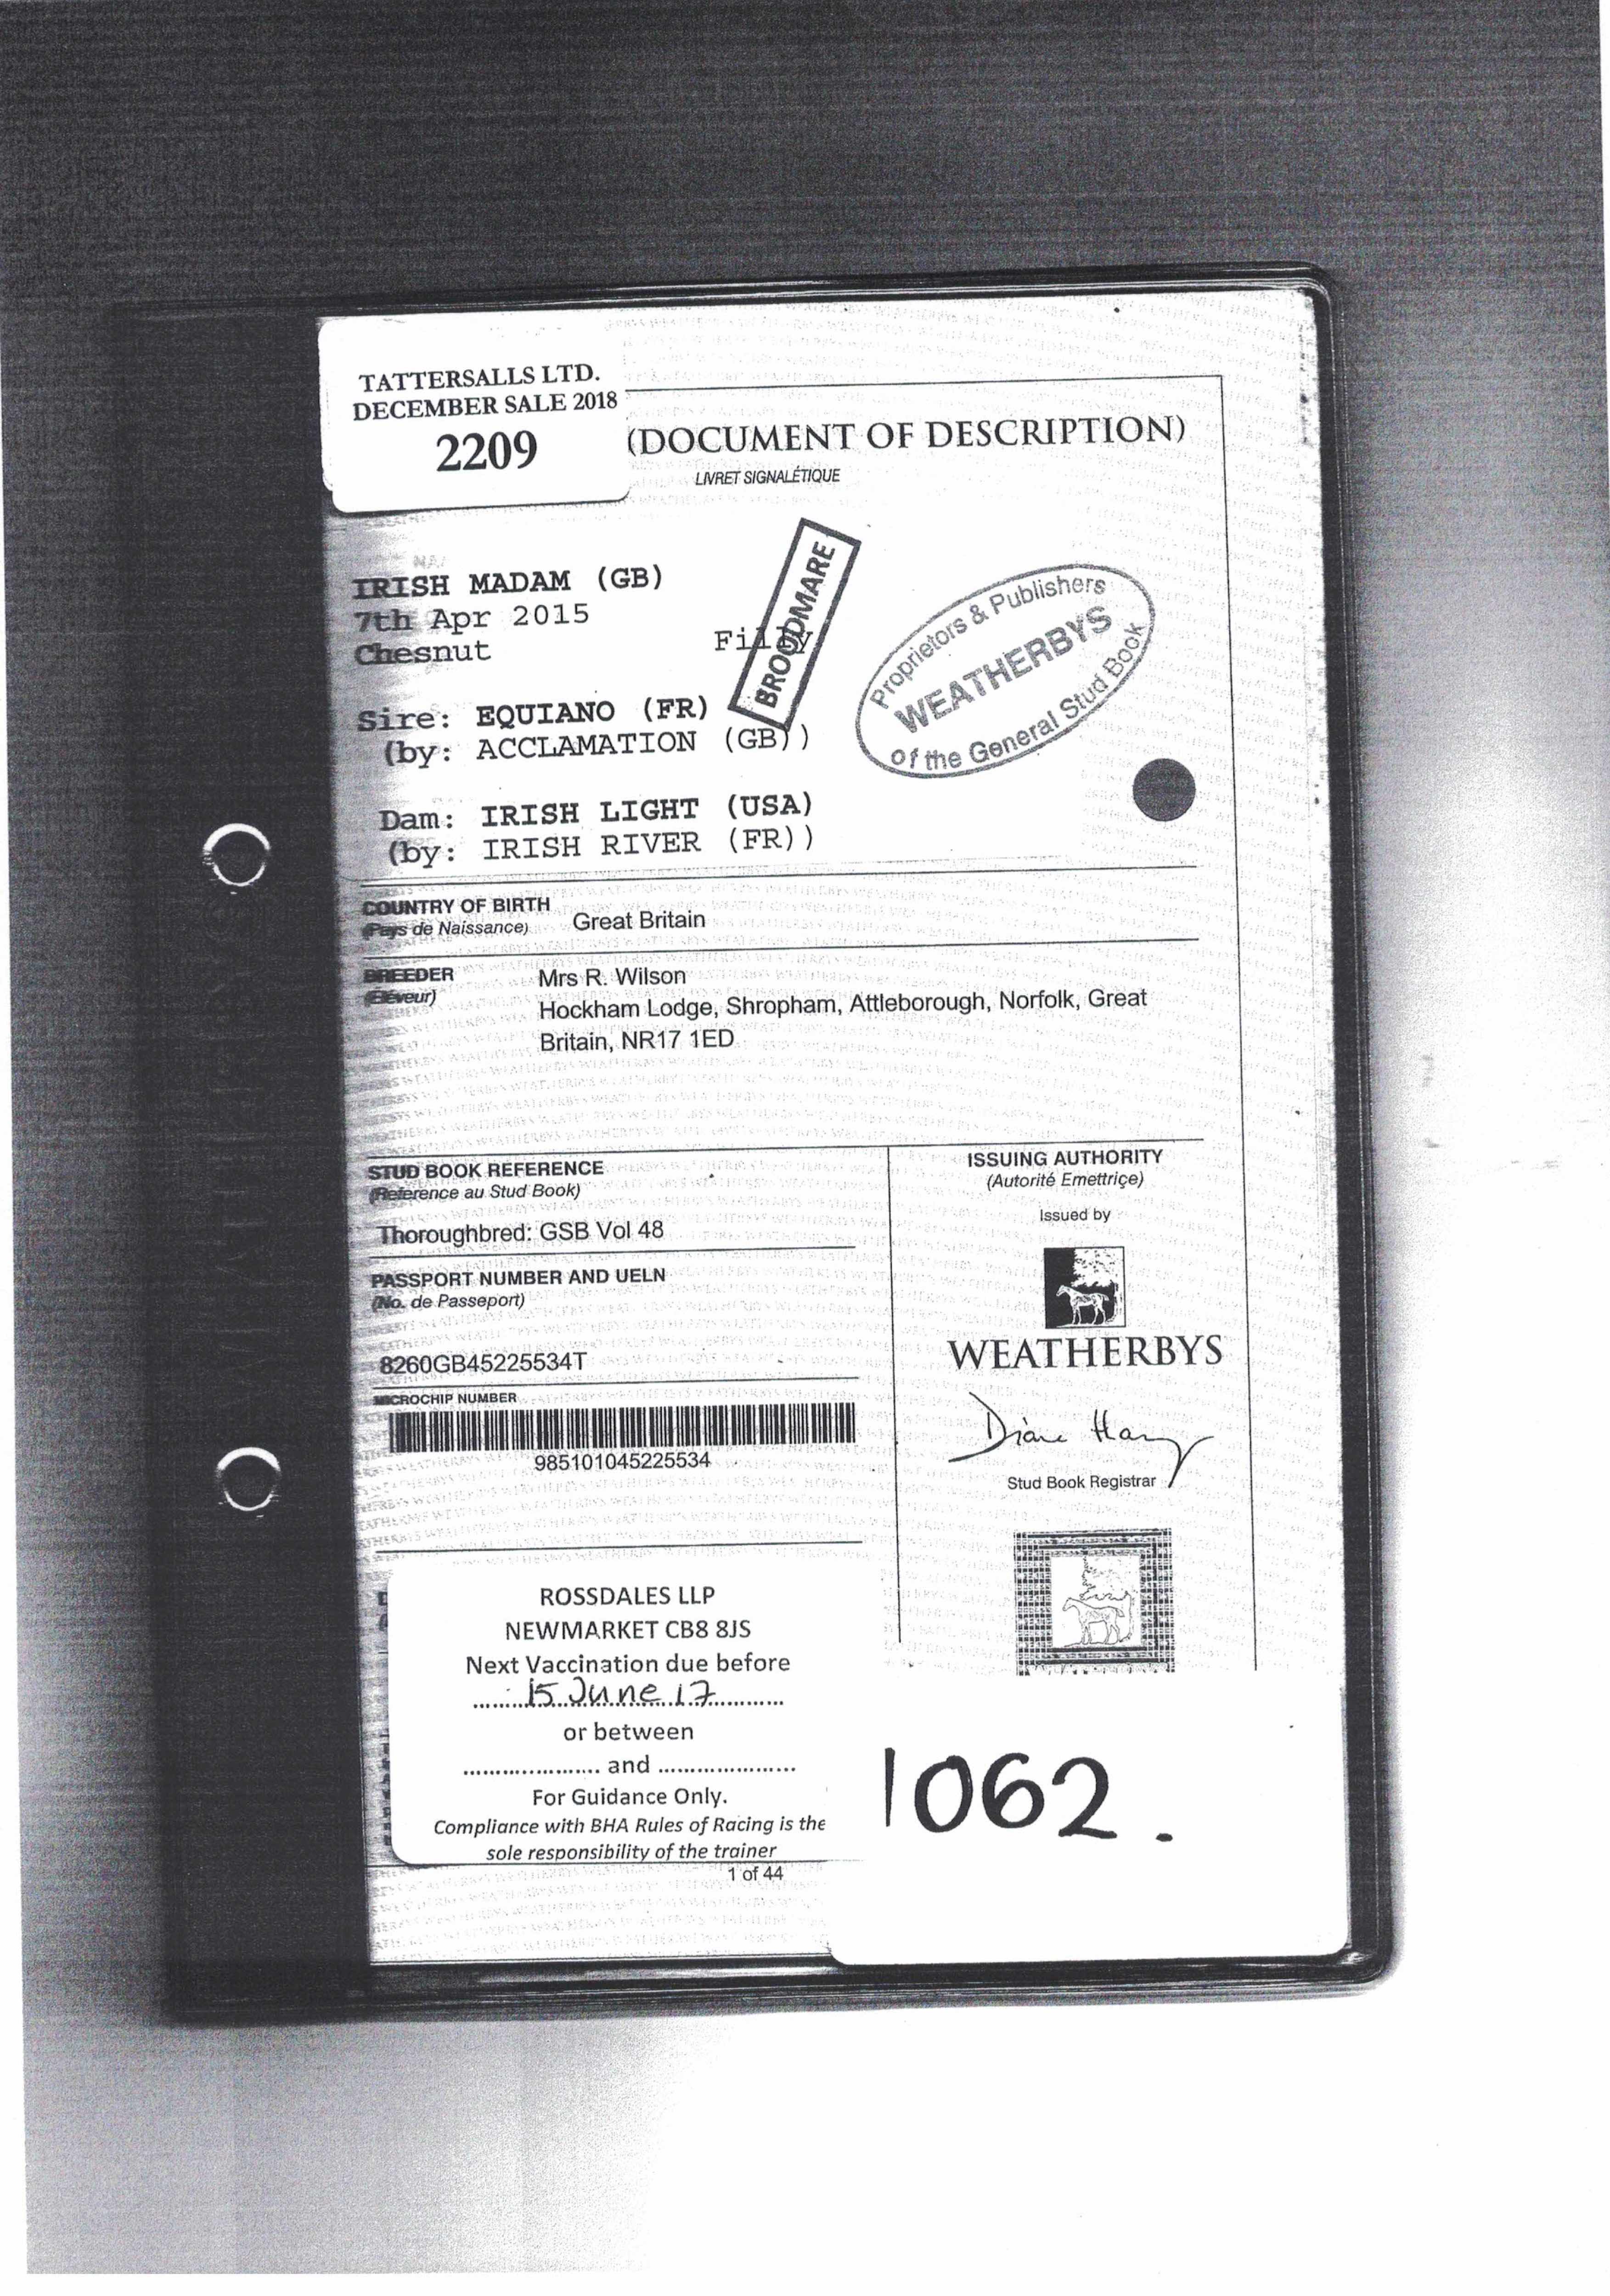 TATTERSALLS LTD.
DECEMBER SALE 2018
2209
(DOCUMENT OF DESCRIPTION)
LIVRET SIGNALÉTIQUE
IRISH MADAM (GB)
7th Apr 2015
Chesnut Filly
BROODMARE
Proprietors & Publishers
WEATHERBYS
of the General Stud Book
Sire: EQUIANO (FR)
(by: ACCLAMATION (GB))
Dam: IRISH LIGHT (USA)
(by: IRISH RIVER (FR))
COUNTRY OF BIRTH
(Pays de Naissance) Great Britain
BREEDER Mrs R. Wilson
(Eléveur) Hockham Lodge, Shropham, Attleborough, Norfolk, Great
Britain, NR17 1ED
STUD BOOK REFERENCE
(Reference au Stud Book)
Thoroughbred: GSB Vol 48
PASSPORT NUMBER AND UELN
(No. de Passeport)
8260GB45225534T
MICROCHIP NUMBER
985101045225534
ISSUING AUTHORITY
(Autorité Emettriçe)
Issued by
WEATHERBYS
Stud Book Registrar
ROSSDALES LLP
NEWMARKET CB8 8JS
Next Vaccination due before
15 June 17
or between
..................... and .....................
For Guidance Only.
Compliance with BHA Rules of Racing is the
sole responsibility of the trainer
1 of 44
1062.